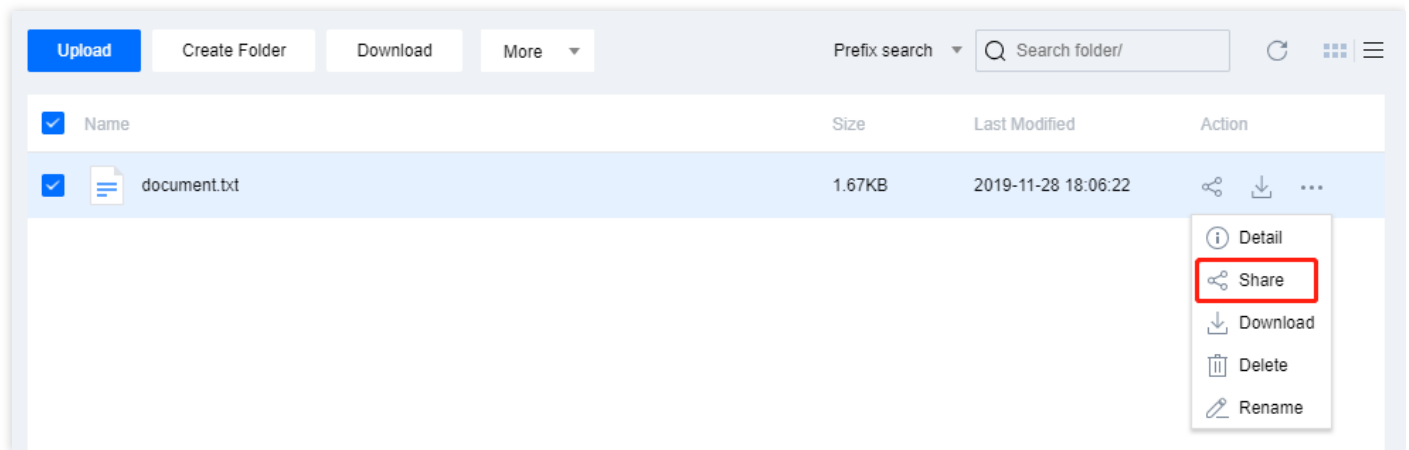 Upload Create Folder Download More Prefix search Search folder/
Name Size Last Modified Action
document.txt 1.67KB 2019-11-28 18:06:22
Detail
Share
Download
Delete
Rename